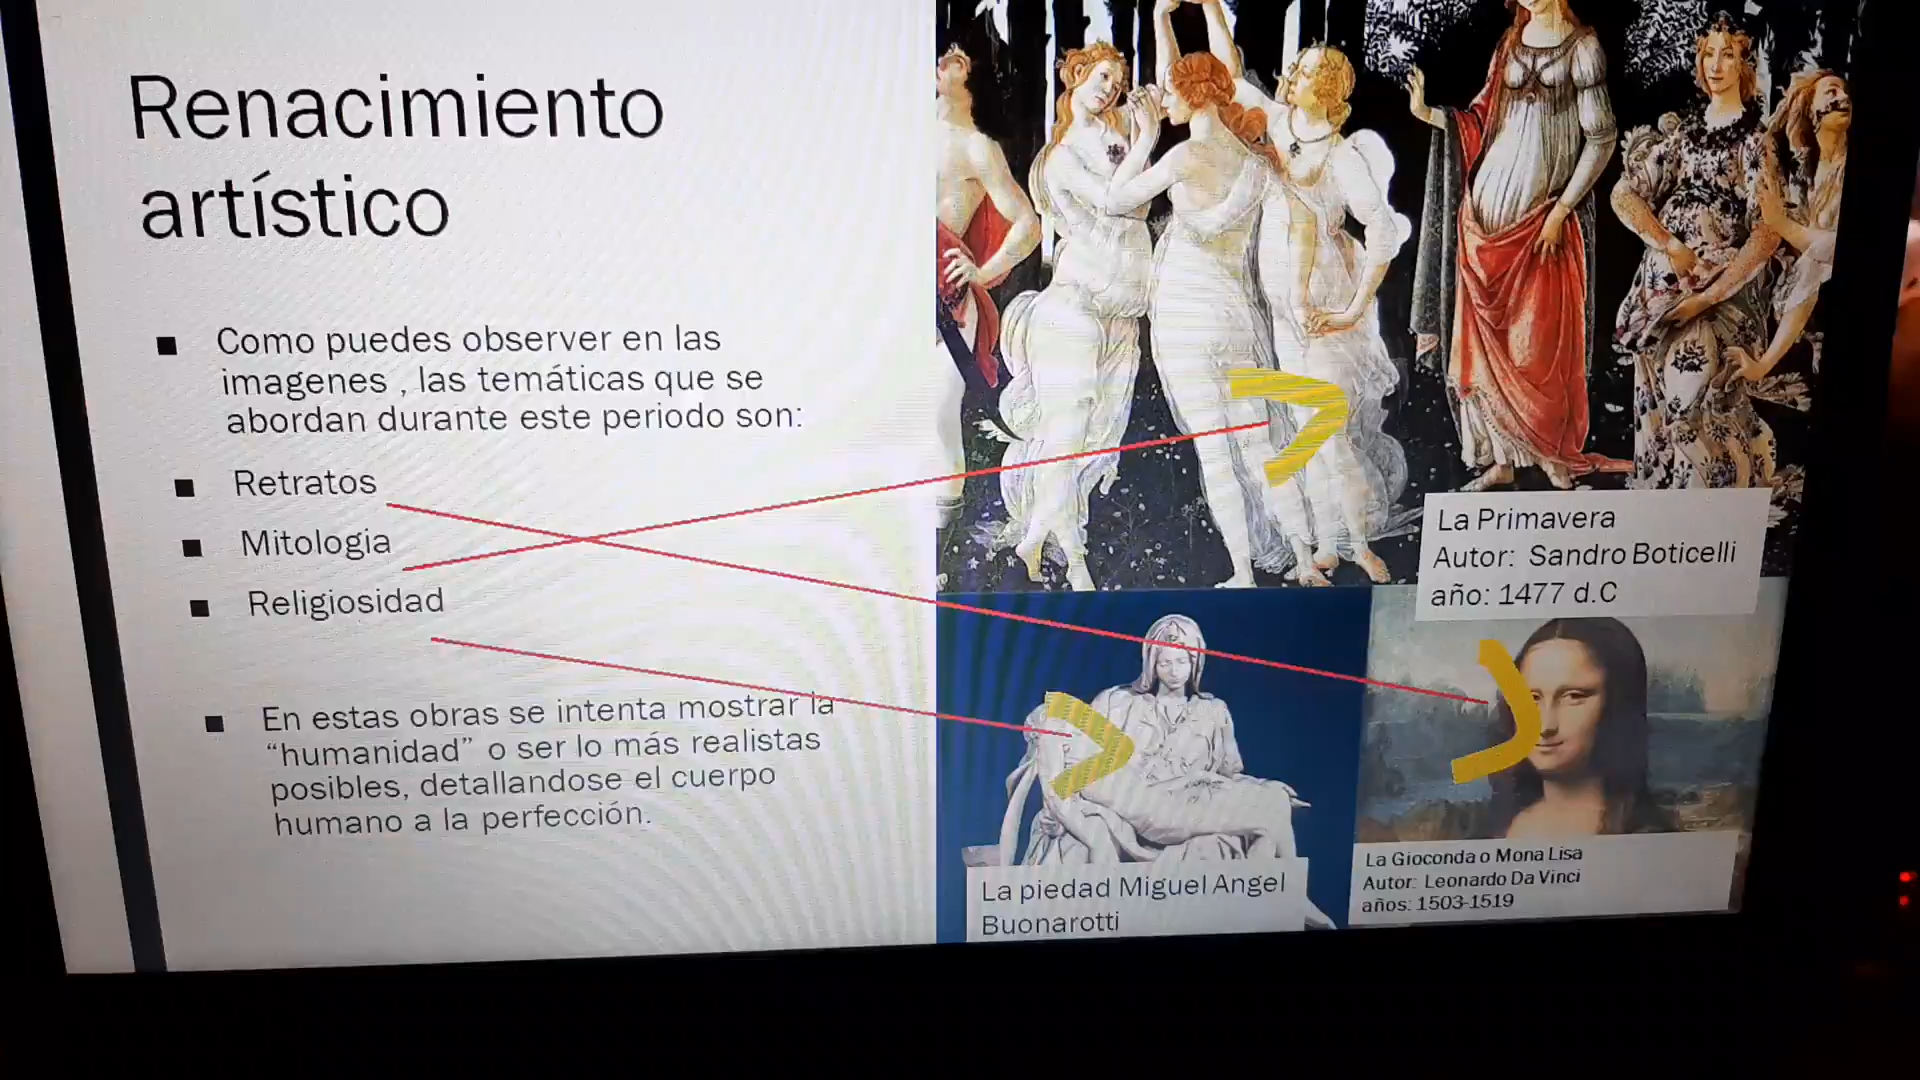 Renacimiento
artístico
Como puedes observer en las
imagenes , las temáticas que se
abordan durante este periodo son:
Retratos
Mitologia
Religiosidad
En estas obras se intenta mostrar la
“humanidad” o ser lo más realistas
posibles, detallandose el cuerpo
humano a la perfección.
La Primavera
Autor: Sandro Boticelli
año: 1477 d.C
La piedad Miguel Angel
Buonarotti
La Gioconda o Mona Lisa
Autor: Leonardo Da Vinci
años: 1503-1519